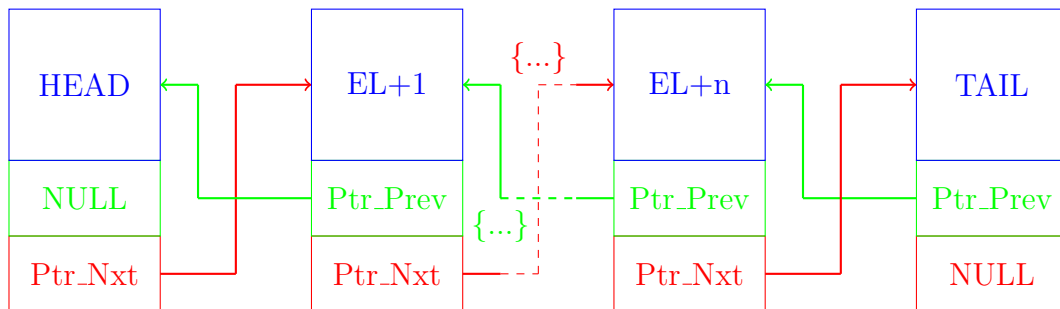 {...}
HEAD EL+1 EL+n TAIL
NULL Ptr_Prev Ptr_Prev Ptr_Prev
{...}
Ptr_Nxt Ptr_Nxt Ptr_Nxt NULL